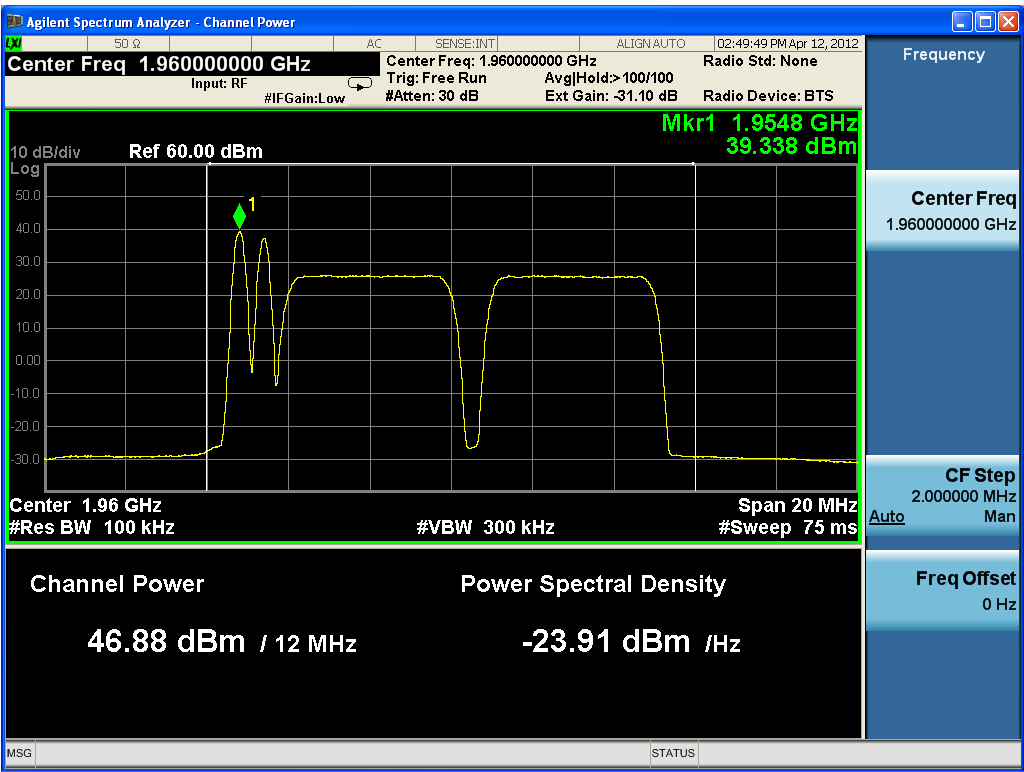 Agilent Spectrum Analyzer - Channel Power
LXI 50 Ω AC SENSE:INT ALIGN AUTO 02:49:49 PM Apr 12, 2012
Center Freq 1.960000000 GHz
Input: RF
#IFGain:Low
Center Freq: 1.960000000 GHz
Trig: Free Run Avg|Hold:>100/100
#Atten: 30 dB Ext Gain: -31.10 dB
Radio Std: None
Radio Device: BTS
Mkr1 1.9548 GHz
39.338 dBm
10 dB/div Ref 60.00 dBm
Log
50.0
1
40.0
30.0
20.0
10.0
0.00
-10.0
-20.0
-30.0
Center 1.96 GHz Span 20 MHz
#Res BW 100 kHz #VBW 300 kHz #Sweep 75 ms
Channel Power Power Spectral Density
46.88 dBm / 12 MHz -23.91 dBm /Hz
Frequency
Center Freq
1.960000000 GHz
CF Step
2.000000 MHz
Auto Man
Freq Offset
0 Hz
MSG STATUS